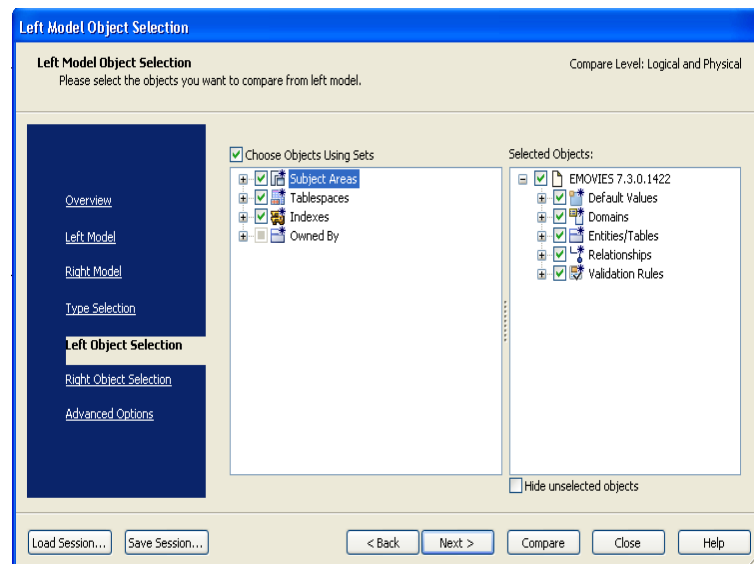 Left Model Object Selection
Left Model Object Selection
Please select the objects you want to compare from left model.
Compare Level: Logical and Physical
Overview
Left Model
Right Model
Type Selection
Left Object Selection
Right Object Selection
Advanced Options
Choose Objects Using Sets
Subject Areas
Tablespaces
Indexes
Owned By
Selected Objects:
EMOVIES 7.3.0.1422
Default Values
Domains
Entities/Tables
Relationships
Validation Rules
Hide unselected objects
Load Session...
Save Session...
< Back
Next >
Compare
Close
Help